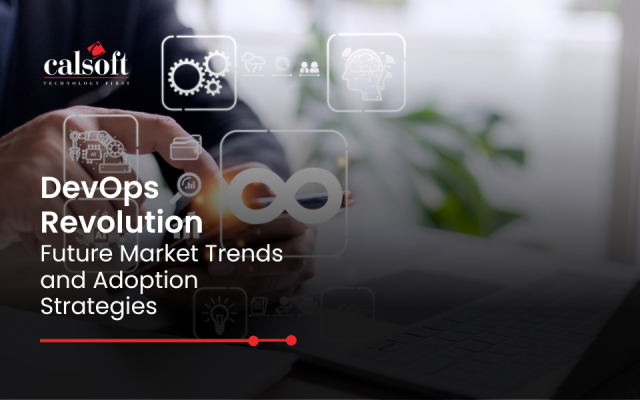 calsoft
TECHNOLOGY FIRST
DevOps
Revolution
Future Market Trends
and Adoption
Strategies